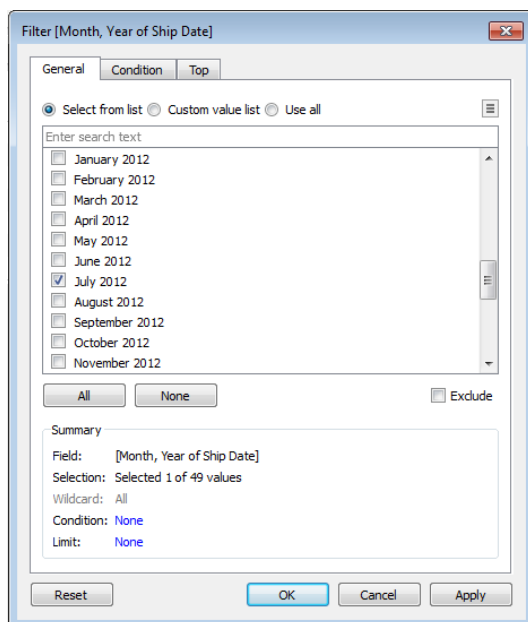 Filter [Month, Year of Ship Date]
General Condition Top
Select from list Custom value list Use all
Enter search text
January 2012
February 2012
March 2012
April 2012
May 2012
June 2012
July 2012
August 2012
September 2012
October 2012
November 2012
All None Exclude
Summary
Field: [Month, Year of Ship Date]
Selection: Selected 1 of 49 values
Wildcard: All
Condition: None
Limit: None
Reset OK Cancel Apply